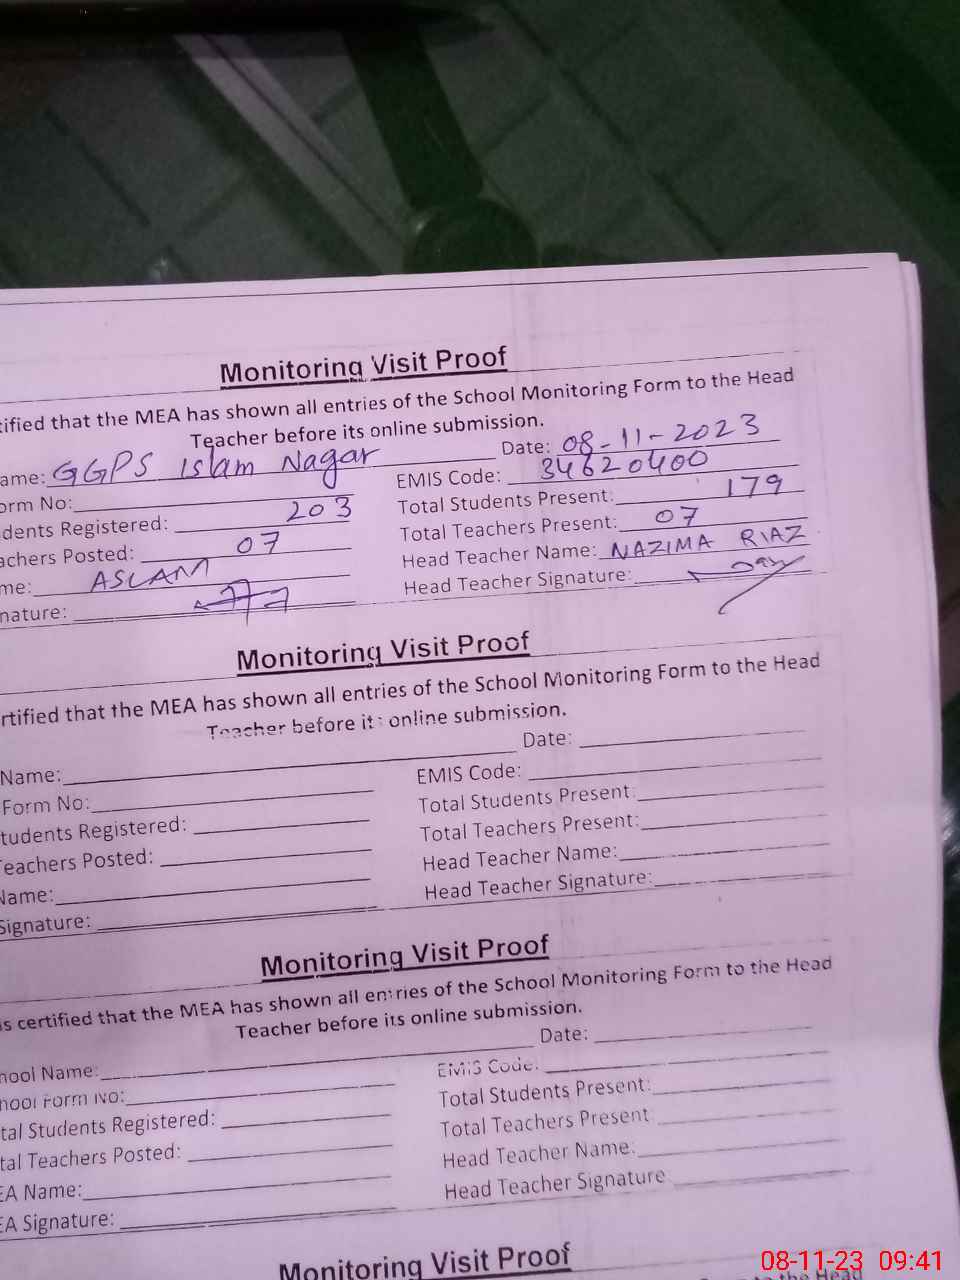 Monitoring Visit Proof
tified that the MEA has shown all entries of the School Monitoring Form to the Head
Teacher before its online submission.
ame: GGPS Islam Nagar Date: 08-11-2023
orm No: EMIS Code: 34620400
dents Registered: 203 Total Students Present: 179
achers Posted: 07 Total Teachers Present: 07
me: ASLAM Head Teacher Name: NAZIMA RIAZ
nature: Head Teacher Signature:
Monitoring Visit Proof
rtified that the MEA has shown all entries of the School Monitoring Form to the Head
Teacher before its online submission.
Name: Date:
Form No: EMIS Code:
tudents Registered: Total Students Present:
eachers Posted: Total Teachers Present:
Name: Head Teacher Name:
Signature: Head Teacher Signature:
Monitoring Visit Proof
s certified that the MEA has shown all entries of the School Monitoring Form to the Head
Teacher before its online submission.
hool Name: Date:
hool Form No: EMIS Code:
tal Students Registered: Total Students Present:
tal Teachers Posted: Total Teachers Present
EA Name: Head Teacher Name:
EA Signature: Head Teacher Signature
Monitoring Visit Proof
to the Head
08-11-23 09:41